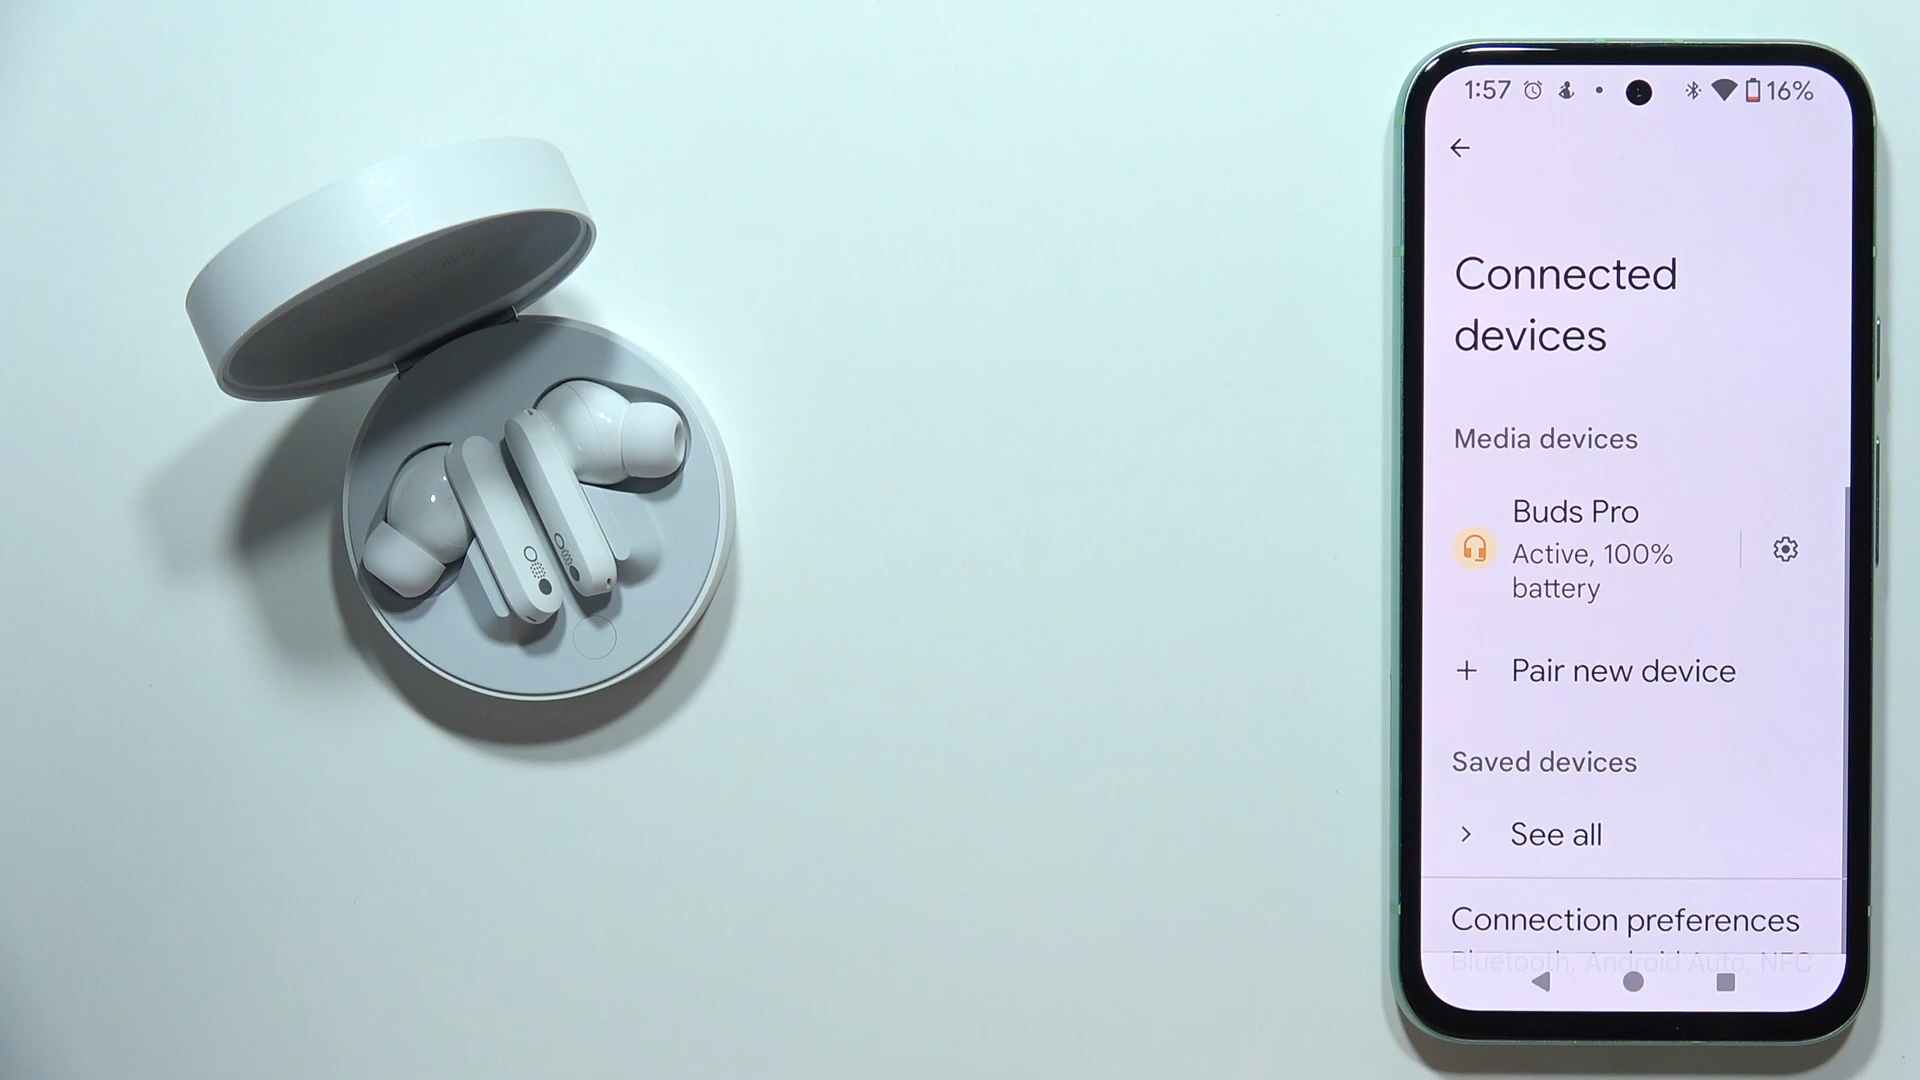 1:57
16%
Connected
devices
Media devices
Buds Pro
Active, 100%
battery
Pair new device
Saved devices
See all
Connection preferences
Bluetooth, Android Auto, NFC